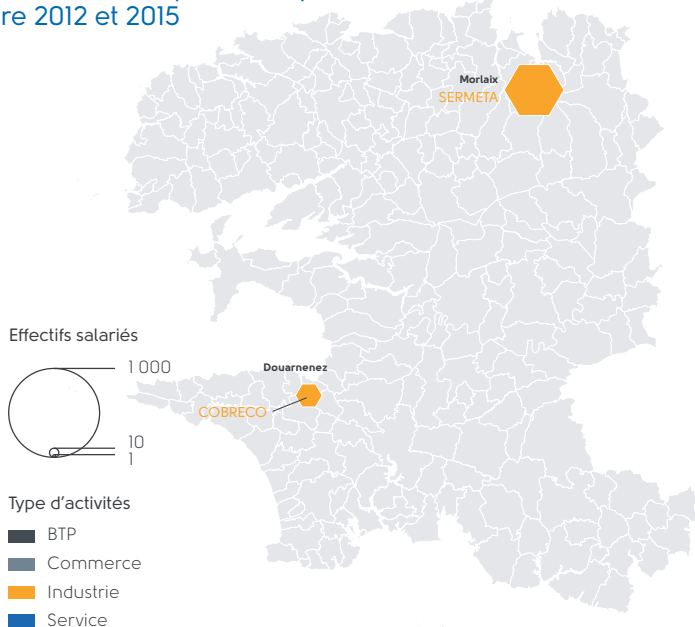 re 2012 et 2015
Morlaix
SERMETA
Effectifs salariés
1 000
10
1
Douarnenez
COBRECO
Type d'activités
BTP
Commerce
Industrie
Service